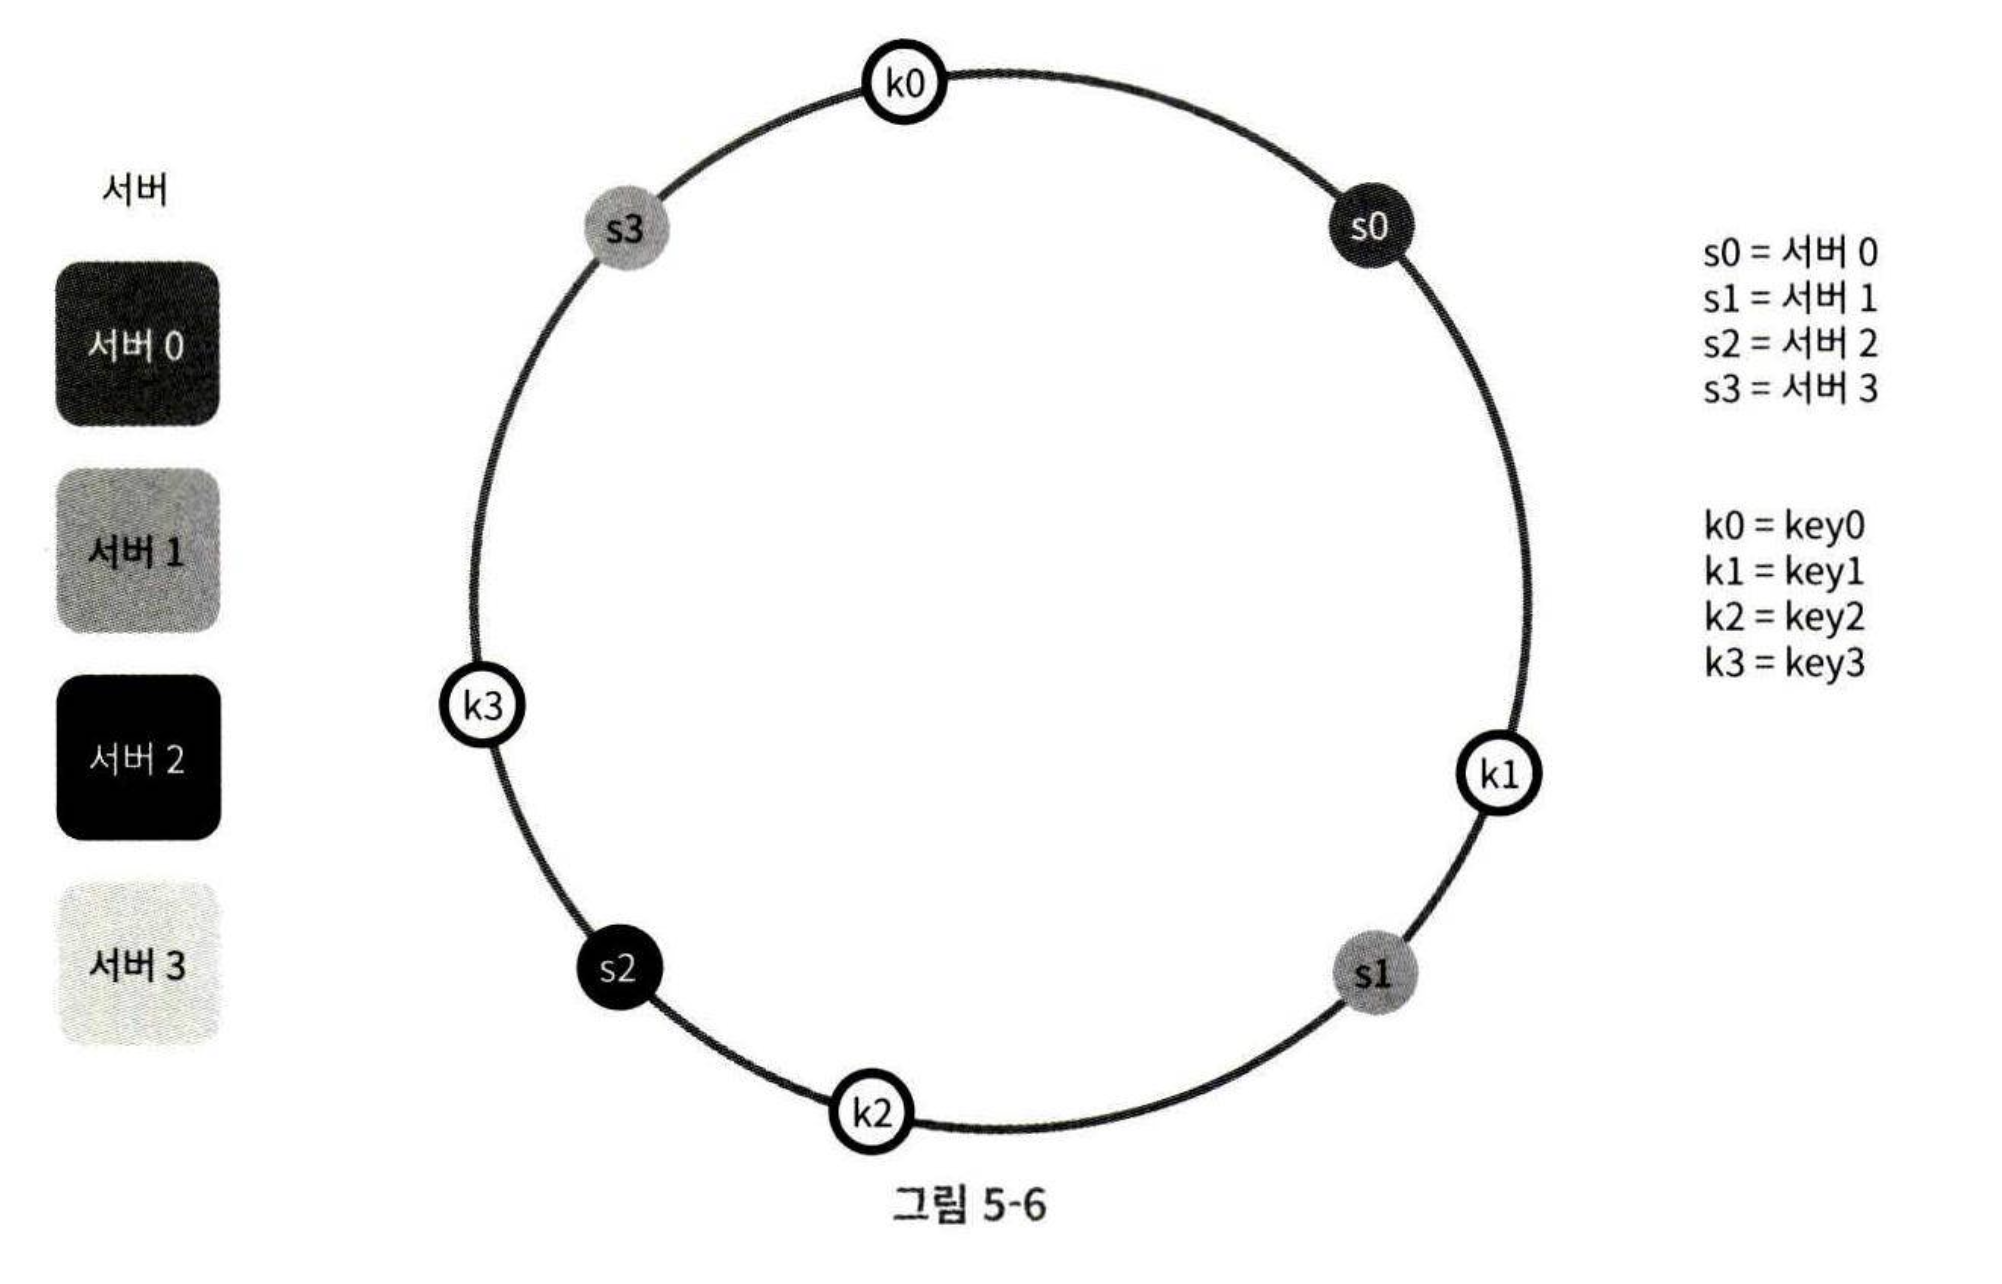 서버
서버 0
서버 1
서버 2
서버 3
k0
s0
k1
s1
k2
s2
k3
s3
s0 = 서버 0
s1 = 서버 1
s2 = 서버 2
s3 = 서버 3
k0 = key0
k1 = key1
k2 = key2
k3 = key3
그림 5-6